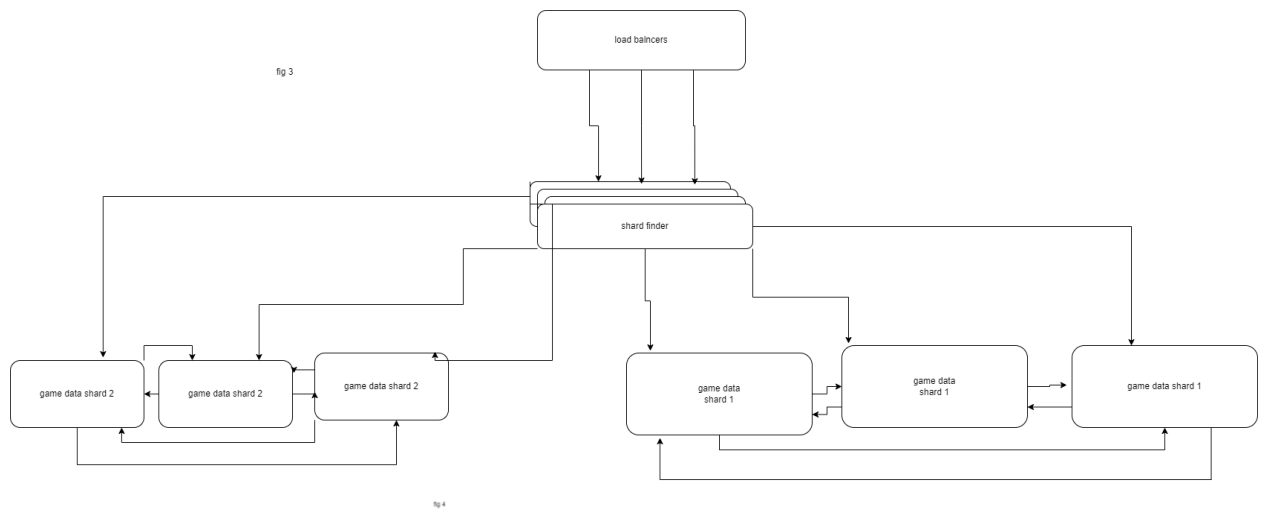 load balncers
fig 3
shard finder
game data shard 2
game data shard 2
game data shard 2
game data
shard 1
game data
shard 1
game data shard 1
fig 4